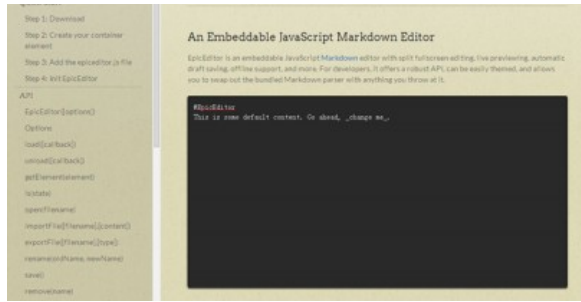 Step 1: Download
Step 2: Create your container
element
Step 3: Add the epiceditor.js file
Step 4: Init EpicEditor
API
EpicEditor([options])
Options
load([callback])
unload([callback])
getElement(element)
is(state)
open(filename)
importFile([filename],[content])
exportFile([filename],[type])
rename(oldName, newName)
save()
remove(name)
An Embeddable JavaScript Markdown Editor
EpicEditor is an embeddable JavaScript Markdown editor with split fullscreen editing, live previewing, automatic
draft saving, offline support, and more. For developers, it offers a robust API, can be easily themed, and allows
you to swap out the bundled Markdown parser with anything you throw at it.
#EpicEditor
This is some default content. Go ahead, _change me_.